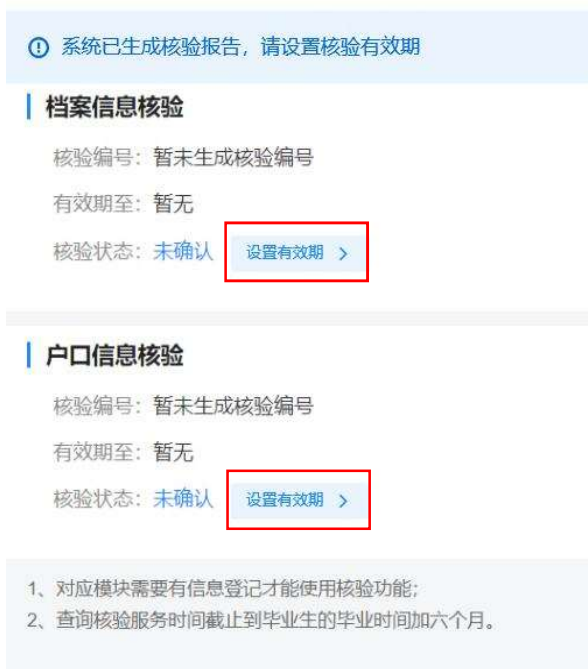 系统已生成核验报告，请设置核验有效期
档案信息核验
核验编号：暂未生成核验编号
有效期至：暂无
核验状态：未确认 设置有效期 >
户口信息核验
核验编号：暂未生成核验编号
有效期至：暂无
核验状态：未确认 设置有效期 >
1、对应模块需要有信息登记才能使用核验功能；
2、查询核验服务时间截止到毕业生的毕业时间加六个月。